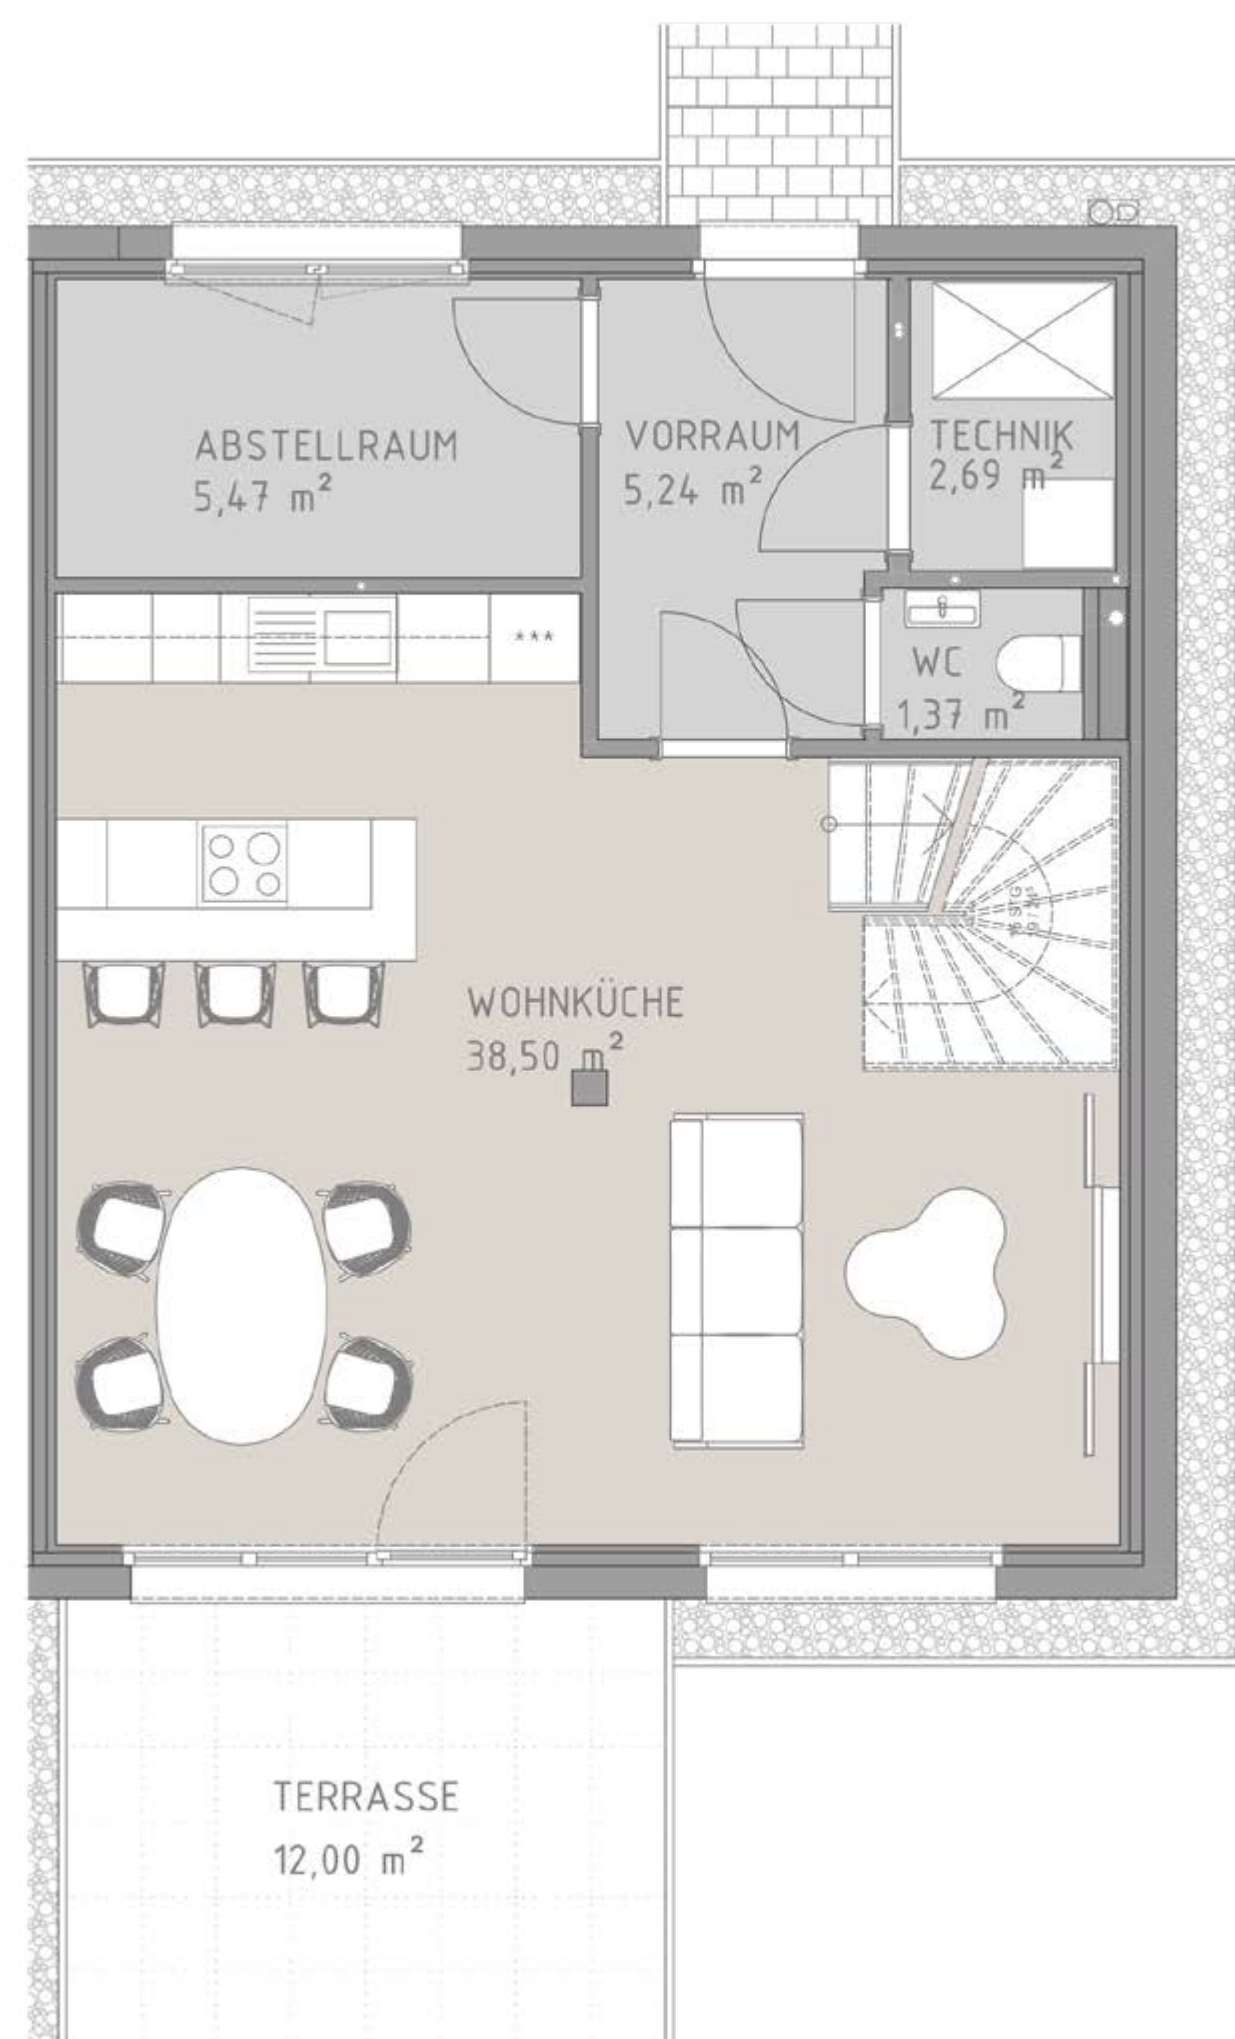 ABSTELLRAUM
5,47 m²
VORRAUM
5,24 m²
TECHNIK
2,69 m²
***
WC
1,37 m²
WOHNKÜCHE
38,50 m²
TERRASSE
12,00 m²